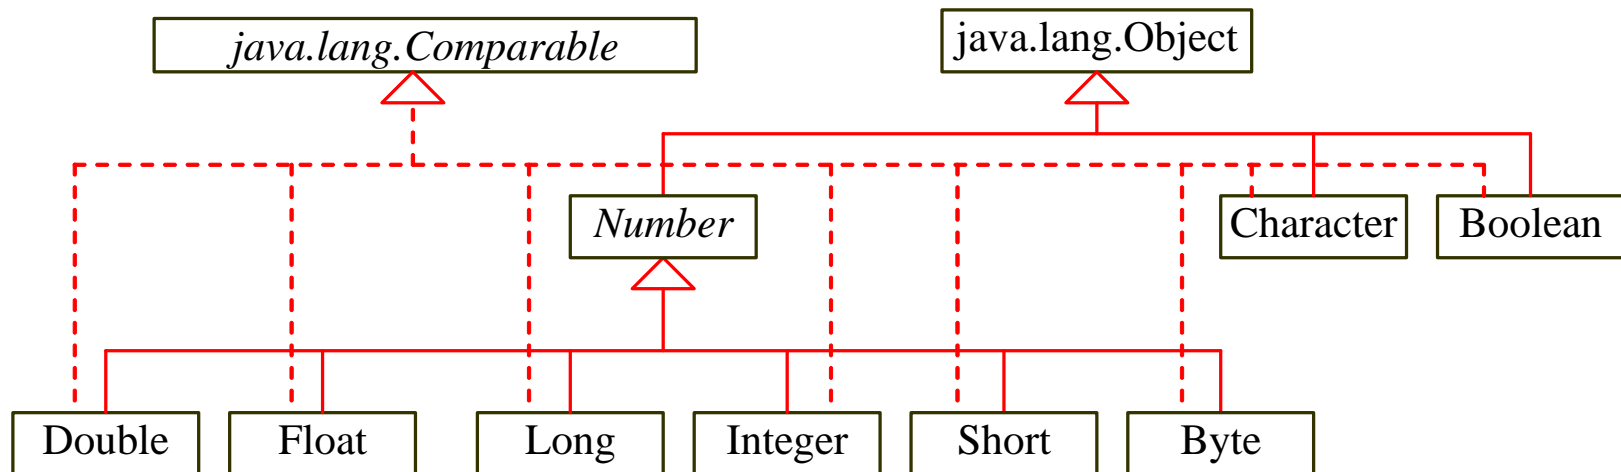 java.lang.Comparable
java.lang.Object
Number
Character
Boolean
Double
Float
Long
Integer
Short
Byte